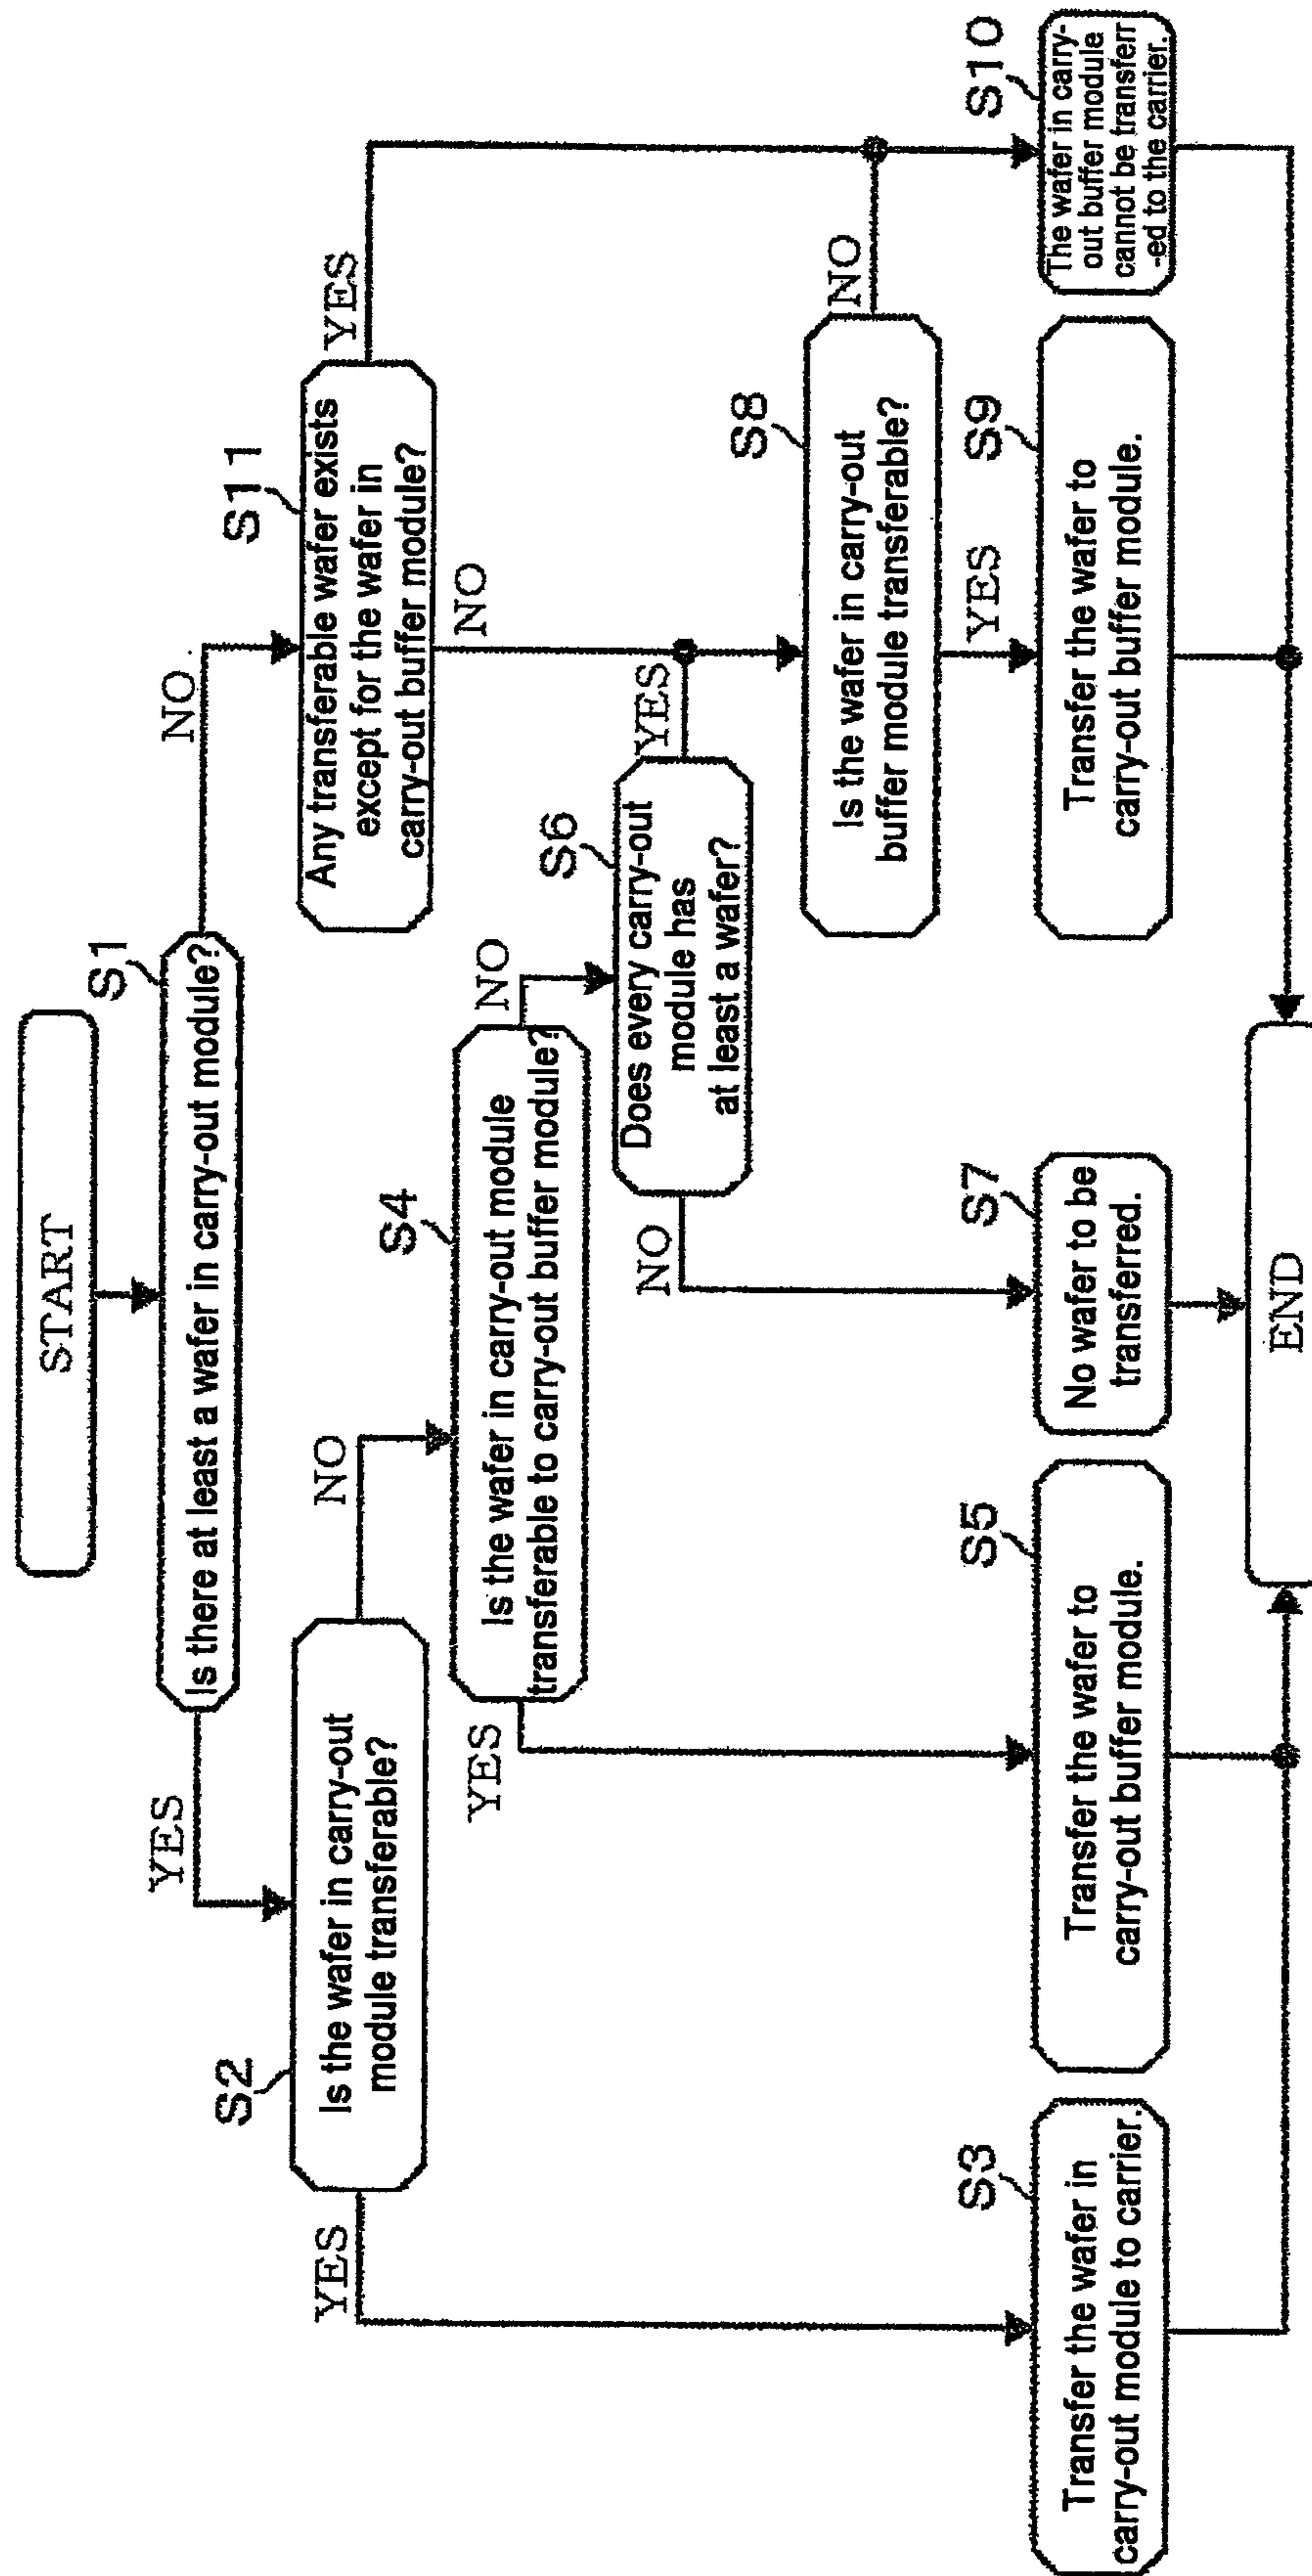 START
S1
Is there at least a wafer in carry-out module?
YES
NO
S2
Is the wafer in carry-out
module transferable?
S11
Any transferable wafer exists
except for the wafer in
carry-out buffer module?
YES
NO
YES
NO
S4
Is the wafer in carry-out module
transferable to carry-out buffer module?
YES
NO
S6
Does every carry-out
module has
at least a wafer?
NO
YES
S8
Is the wafer in carry-out
buffer module transferable?
NO
YES
S3
Transfer the wafer in
carry-out module to carrier.
S5
Transfer the wafer to
carry-out buffer module.
S7
No wafer to be
transferred.
S9
Transfer the wafer to
carry-out buffer module.
S10
The wafer in carry-
out buffer module
cannot be transferr
-ed to the carrier.
END